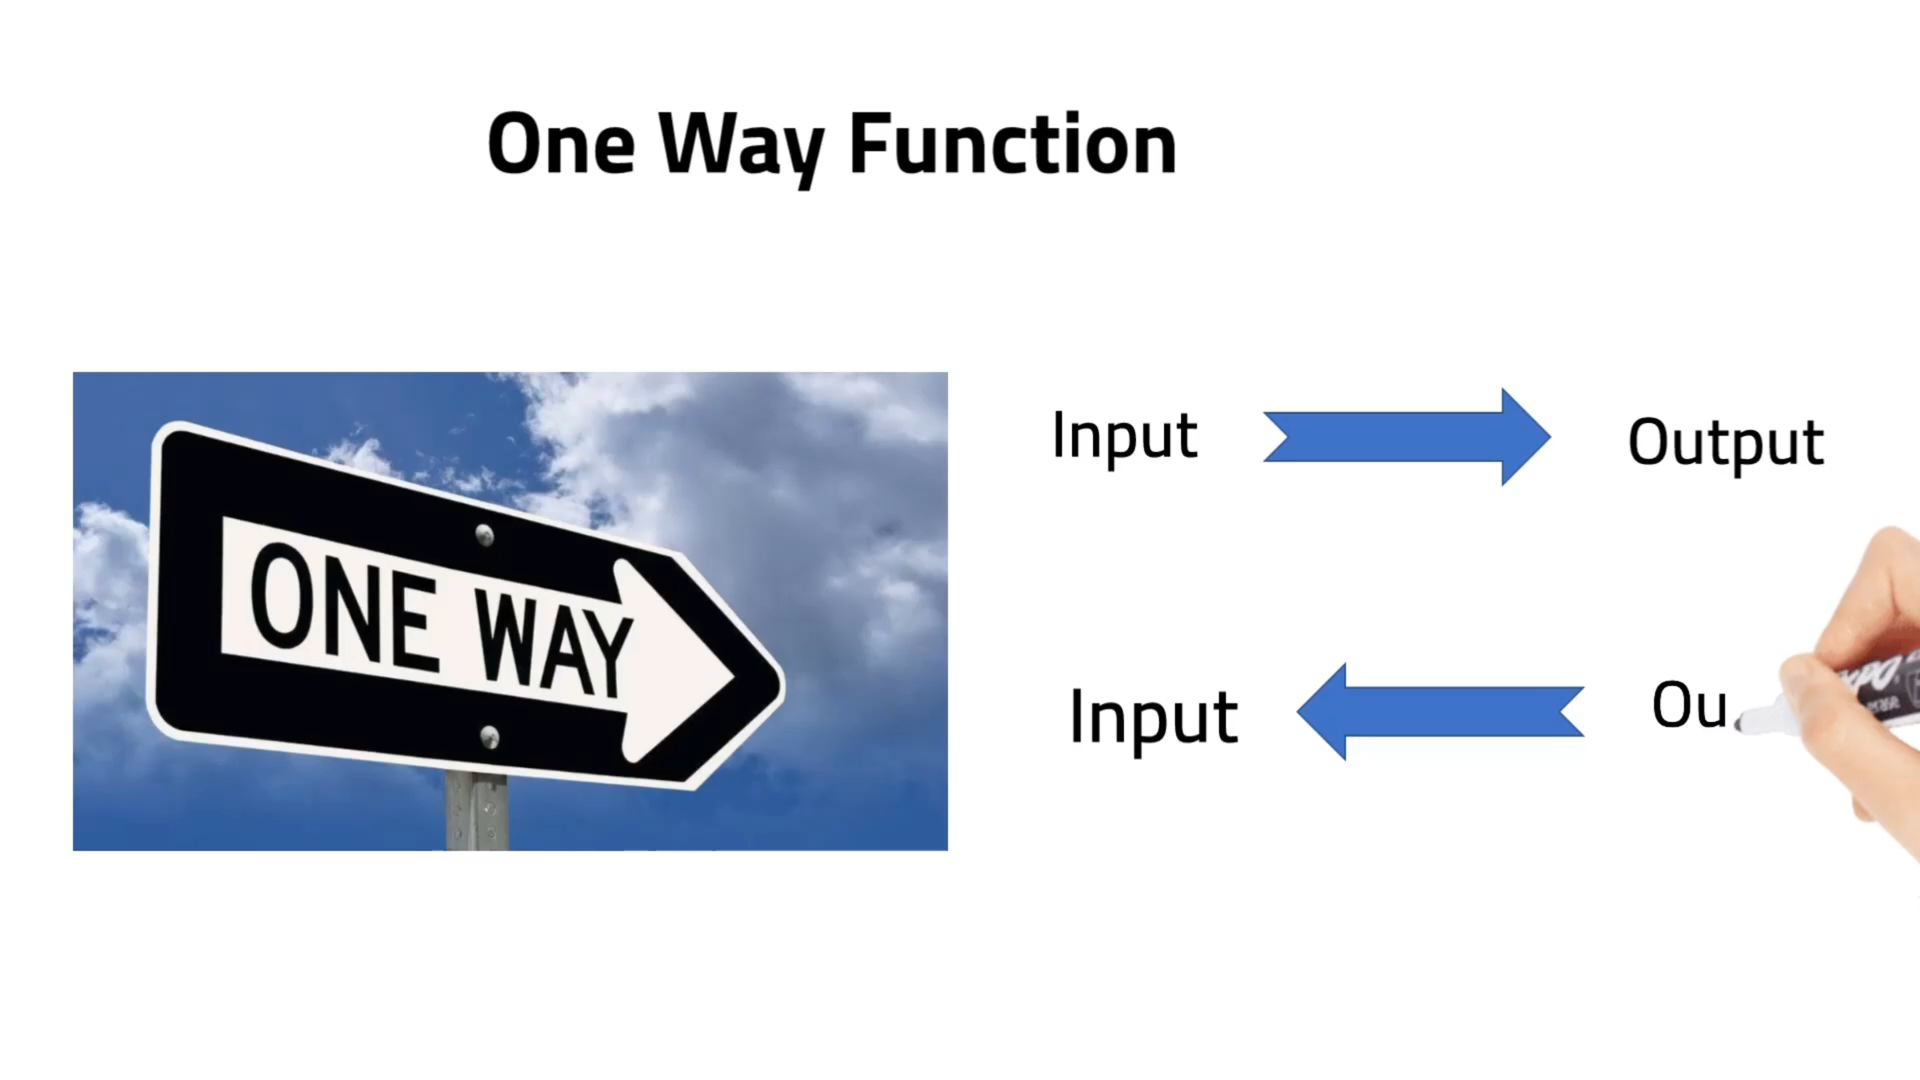 One Way Function
ONE WAY
Input
Output
Input
Ou